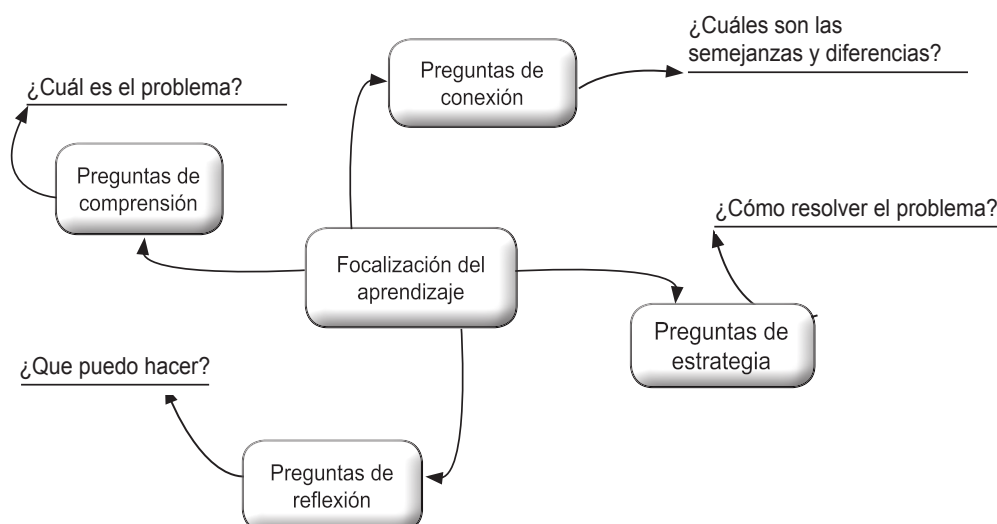 ¿Cuáles son las
semejanzas y diferencias?
Preguntas de
conexión
¿Cuál es el problema?
Preguntas de
comprensión
¿Cómo resolver el problema?
Focalización del
aprendizaje
Preguntas de
estrategia
¿Que puedo hacer?
Preguntas de
reflexión